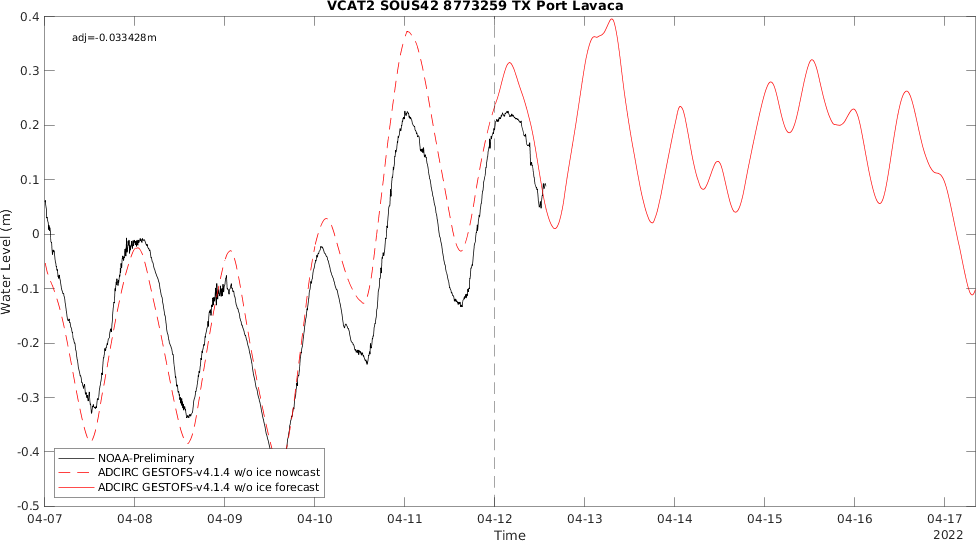 VCAT2 SOUS42 8773259 TX Port Lavaca
adj=-0.033428m
0.4
0.3
0.2
0.1
0
-0.1
-0.2
-0.3
-0.4
-0.5
Water Level (m)
NOAA-Preliminary
ADCIRC GESTOFS-v4.1.4 w/o ice nowcast
ADCIRC GESTOFS-v4.1.4 w/o ice forecast
04-07 04-08 04-09 04-10 04-11 04-12 04-13 04-14 04-15 04-16 04-17
Time
2022